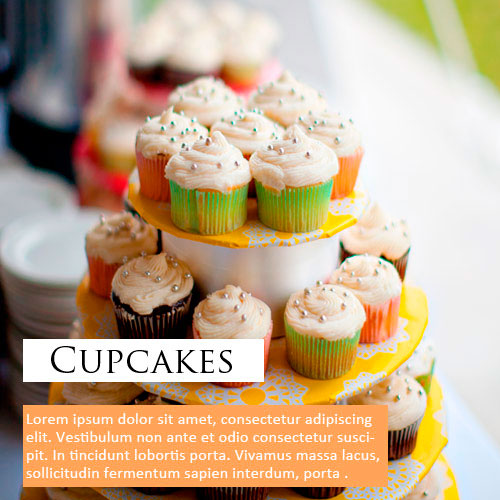 Cupcakes
Lorem ipsum dolor sit amet, consectetur adipiscing
elit. Vestibulum non ante et odio consectetur susci-
pit. In tincidunt lobortis porta. Vivamus massa lacus,
sollicitudin fermentum sapien interdum, porta .